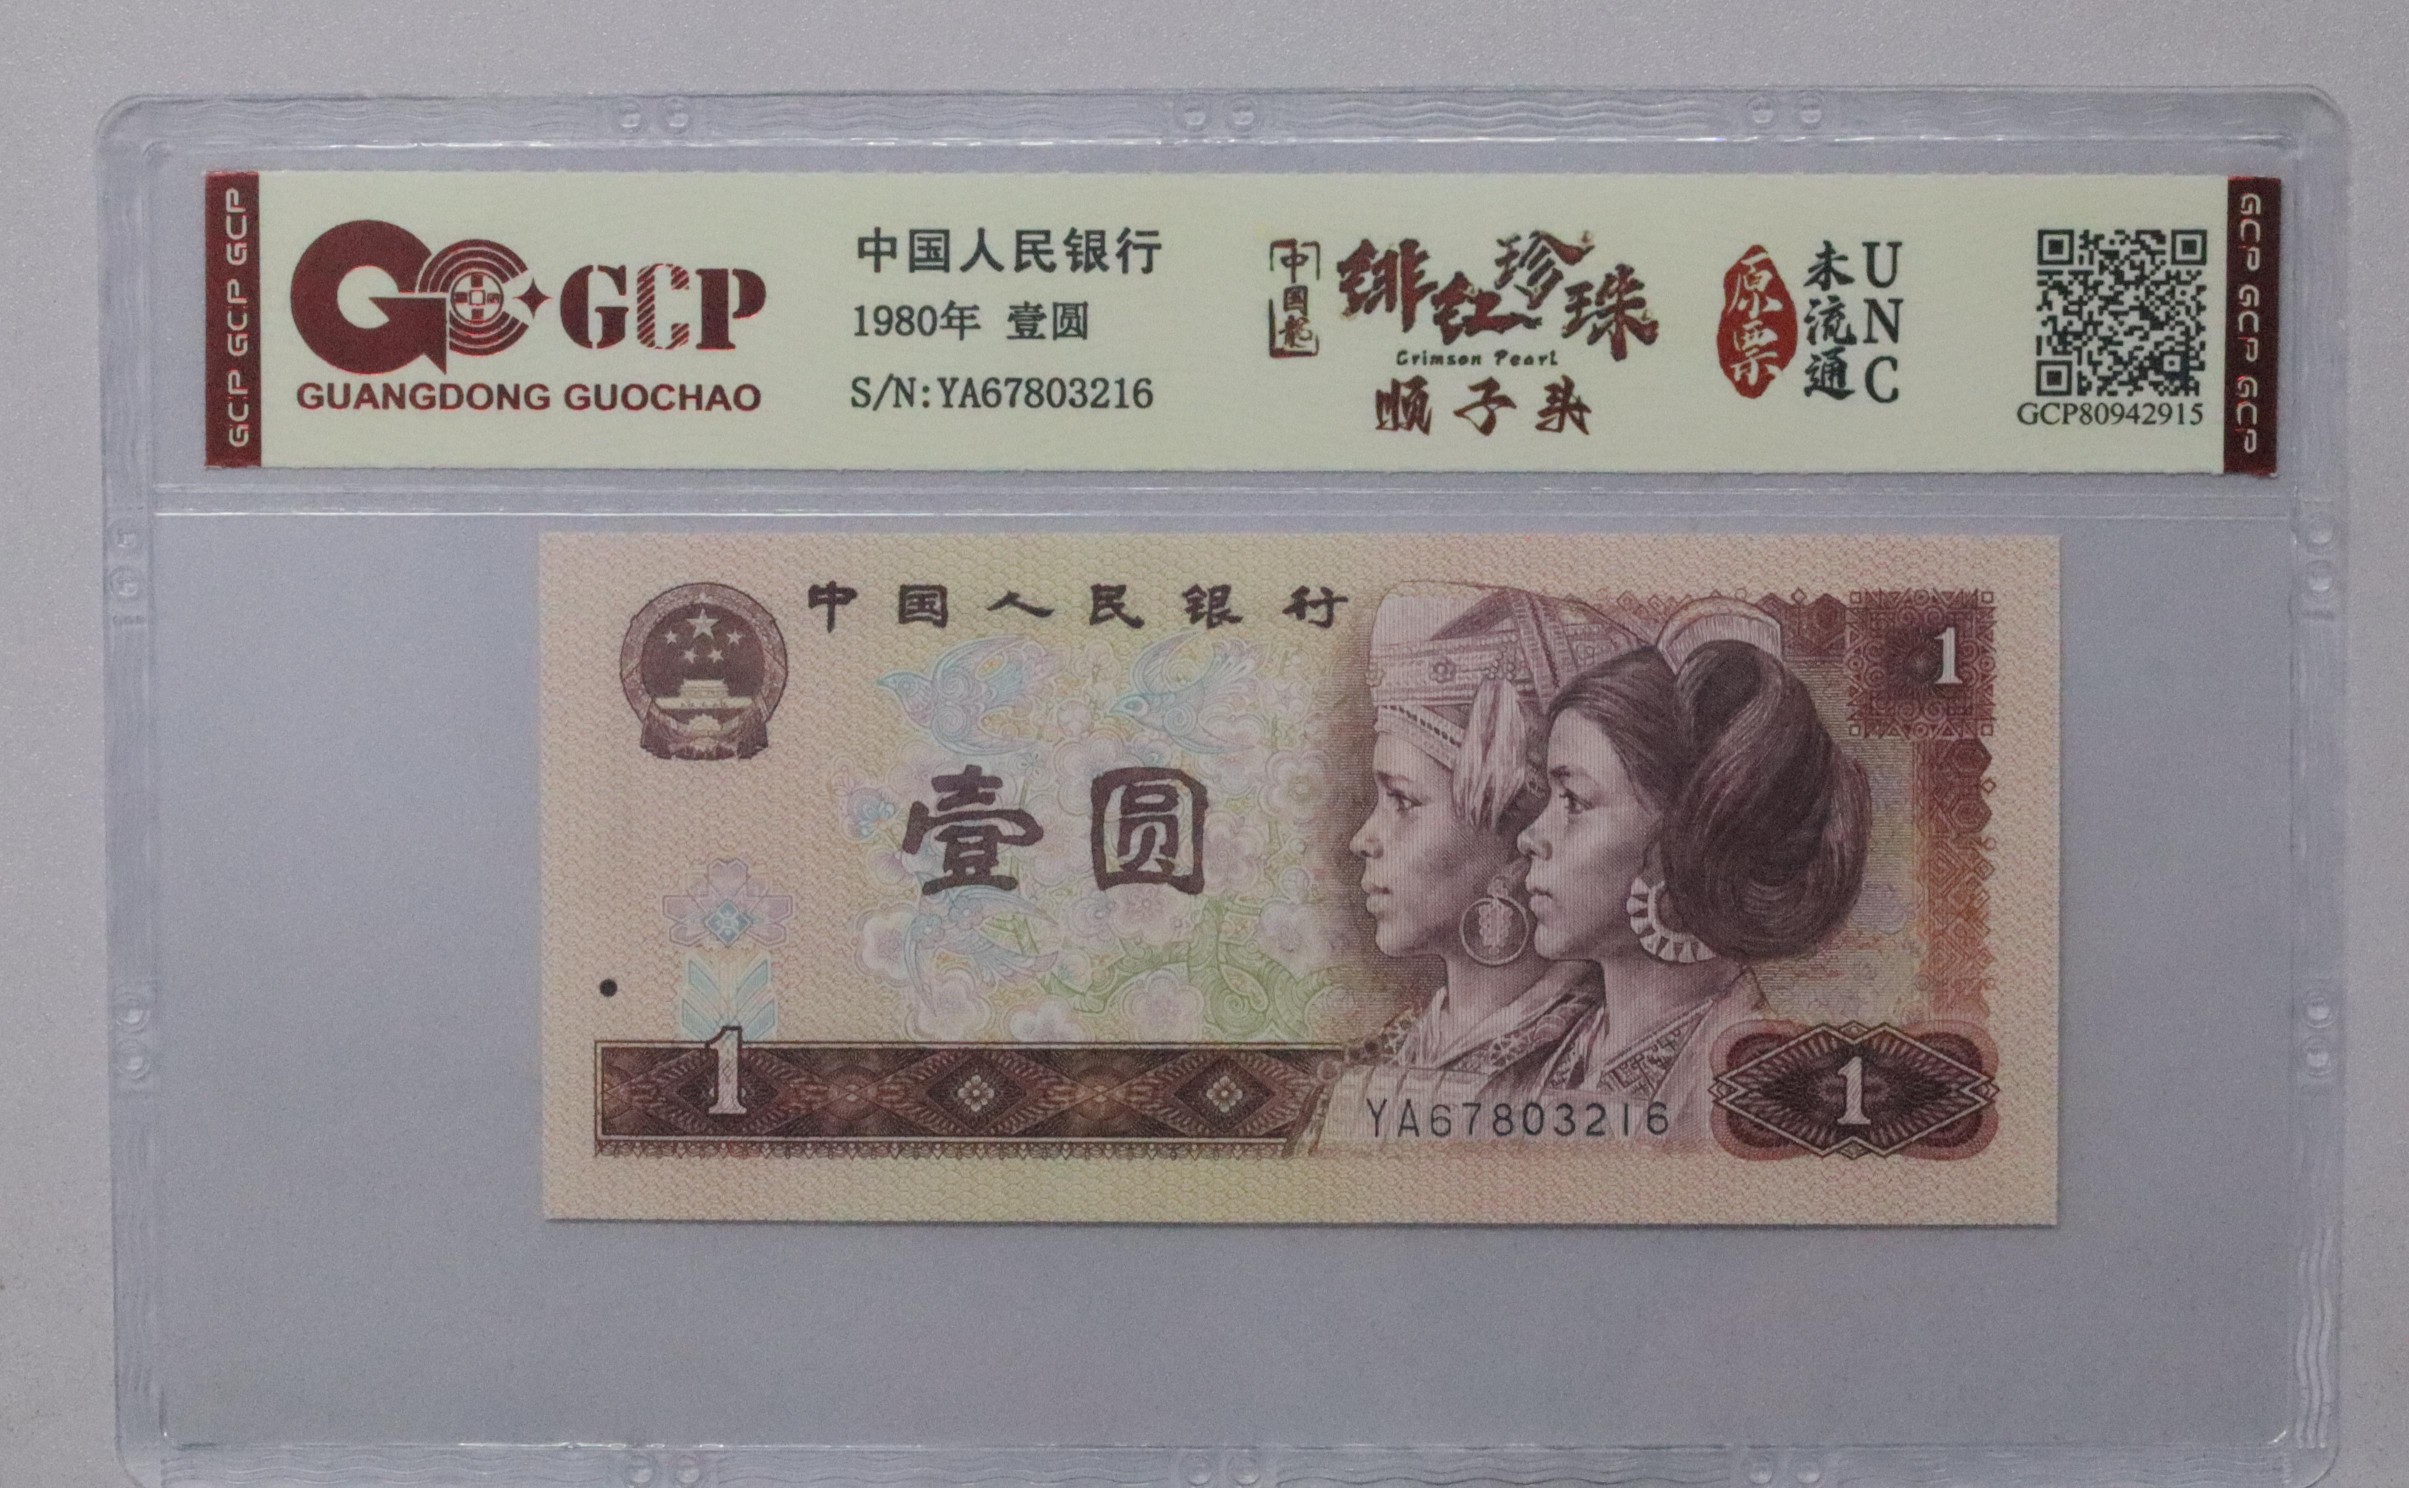 GCP GCP GCP
GCP
GUANGDONG GUOCHAO
中国人民银行
1980年 壹圆
S/N:YA67803216
中国龍
绯红珍珠
Crimson Pearl
顺子头
原票
未流通
UNC
GCP80942915
GCP GCP GCP
中国人民银行
1
壹圆
1
YA67803216
1